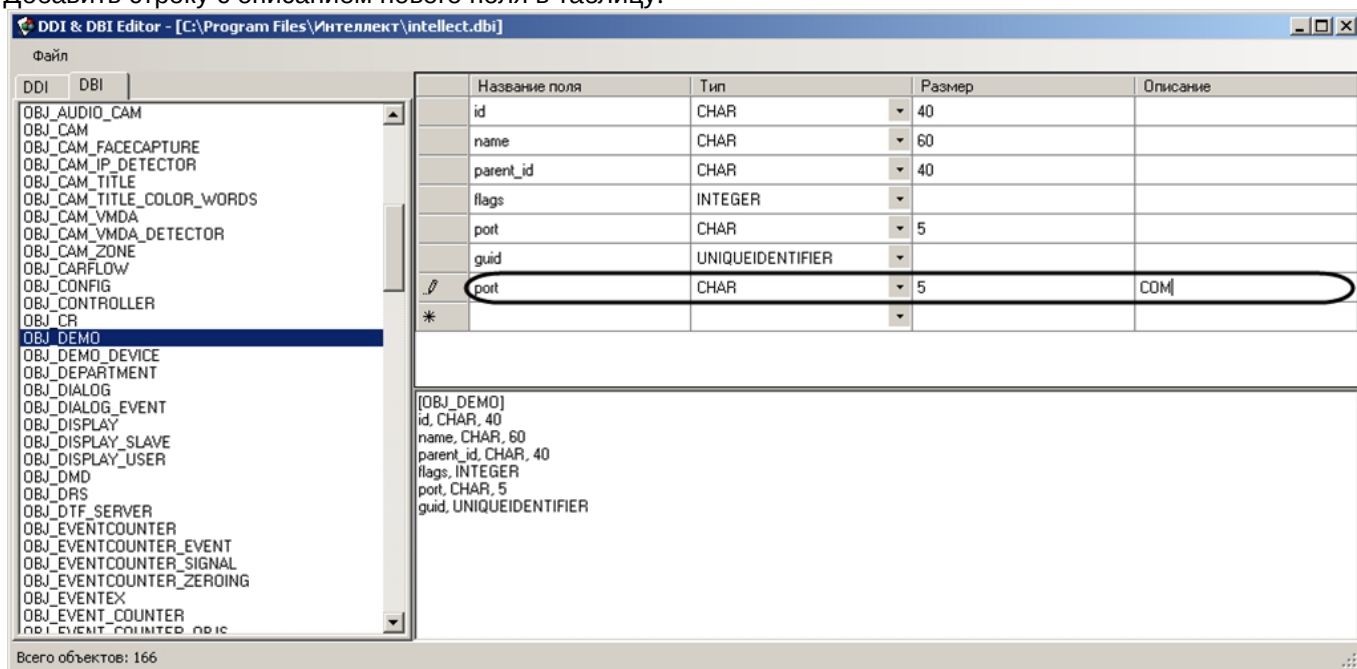 Добавить строку с описанием нового поля в таблицу.
DDI & DBI Editor - [C:\Program Files\Интеллект\intellect.dbi]
Файл
DDI DBI
OBJ_AUDIO_CAM
OBJ_CAM
OBJ_CAM_FACECAPTURE
OBJ_CAM_IP_DETECTOR
OBJ_CAM_TITLE
OBJ_CAM_TITLE_COLOR_WORDS
OBJ_CAM_VMDA
OBJ_CAM_VMDA_DETECTOR
OBJ_CAM_ZONE
OBJ_CARFLOW
OBJ_CONFIG
OBJ_CONTROLLER
OBJ_CR
OBJ_DEMO
OBJ_DEMO_DEVICE
OBJ_DEPARTMENT
OBJ_DIALOG
OBJ_DIALOG_EVENT
OBJ_DISPLAY
OBJ_DISPLAY_SLAVE
OBJ_DISPLAY_USER
OBJ_DMD
OBJ_DRS
OBJ_DTF_SERVER
OBJ_EVENTCOUNTER
OBJ_EVENTCOUNTER_EVENT
OBJ_EVENTCOUNTER_SIGNAL
OBJ_EVENTCOUNTER_ZEROING
OBJ_EVENTEX
OBJ_EVENT_COUNTER
OBJ_EVENT_COUNTER_OBJS
Название поля Тип Размер Описание
id CHAR 40
name CHAR 60
parent_id CHAR 40
flags INTEGER
port CHAR 5
guid UNIQUEIDENTIFIER
port CHAR 5 COM
[OBJ_DEMO]
id, CHAR, 40
name, CHAR, 60
parent_id, CHAR, 40
flags, INTEGER
port, CHAR, 5
guid, UNIQUEIDENTIFIER
Всего объектов: 166